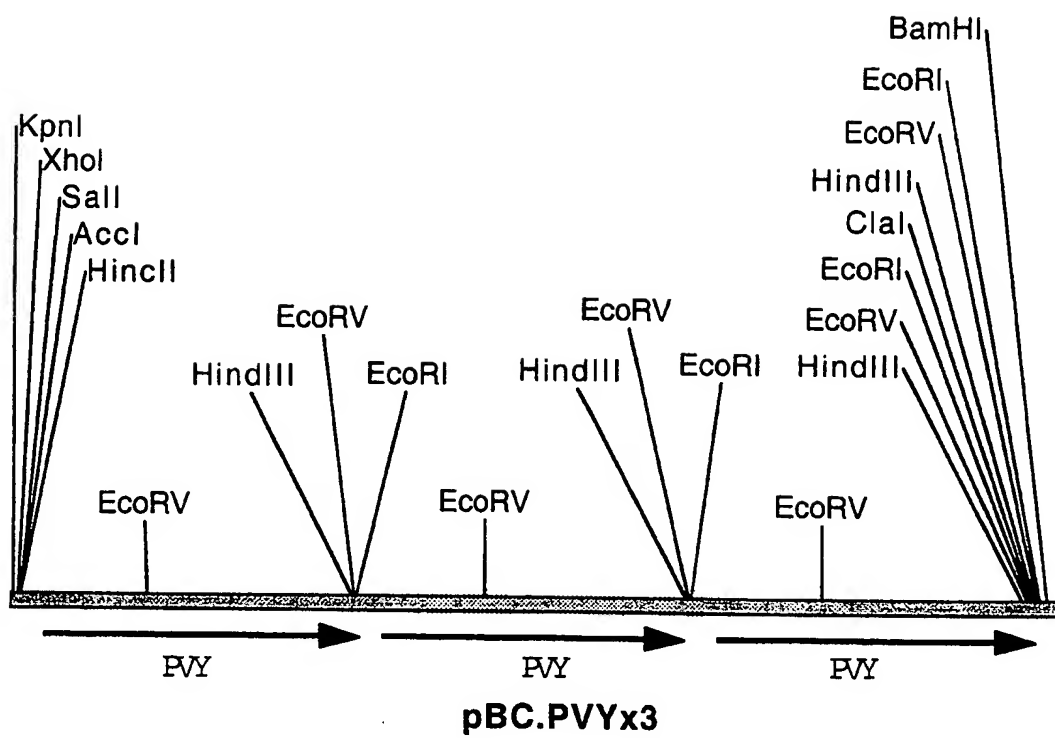 BamHI
EcoRI
KpnI
EcoRV
XhoI
HindIII
SalI
ClaI
AccI
EcoRI
HincII
EcoRV
EcoRV
EcoRV
HindIII
HindIII
EcoRI
HindIII
EcoRI
EcoRV
EcoRV
EcoRV
PVY
PVY
PVY
pBC.PVYx3